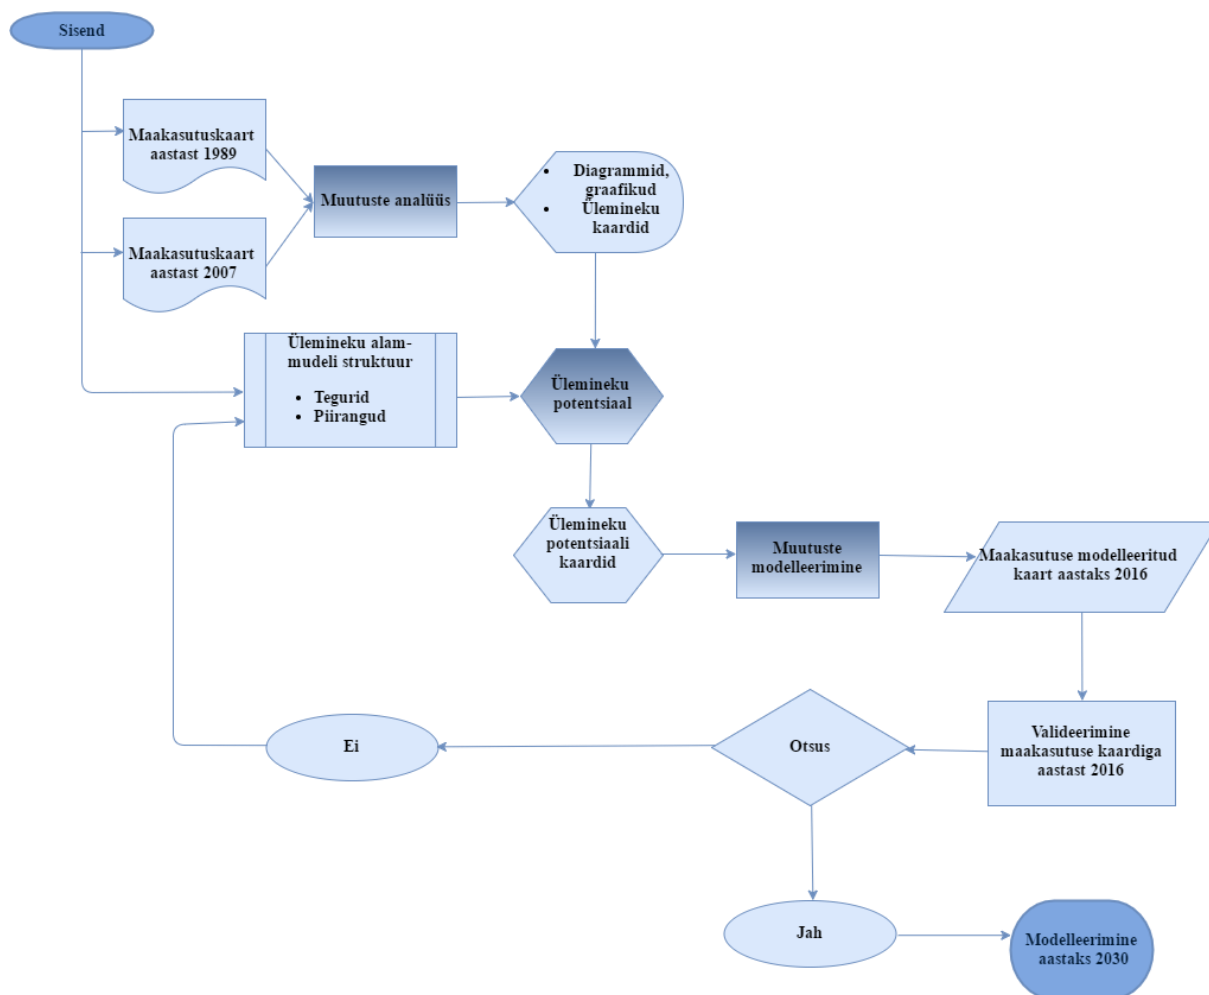 Sisend
Maakasutuskaart
aastast 1989
Maakasutuskaart
aastast 2007
Muutuste analüüs
• Diagrammid,
graafikud
• Ülemineku
kaardid
Ülemineku alam-
mudeli struktuur
• Tegurid
• Piirangud
Ülemineku
potentsiaal
Ülemineku
potentsiaali
kaardid
Muutuste
modelleerimine
Maakasutuse modelleeritud
kaart aastaks 2016
Valideerimine
maakasutuse kaardiga
aastast 2016
Otsus
Ei
Jah
Modelleerimine
aastaks 2030